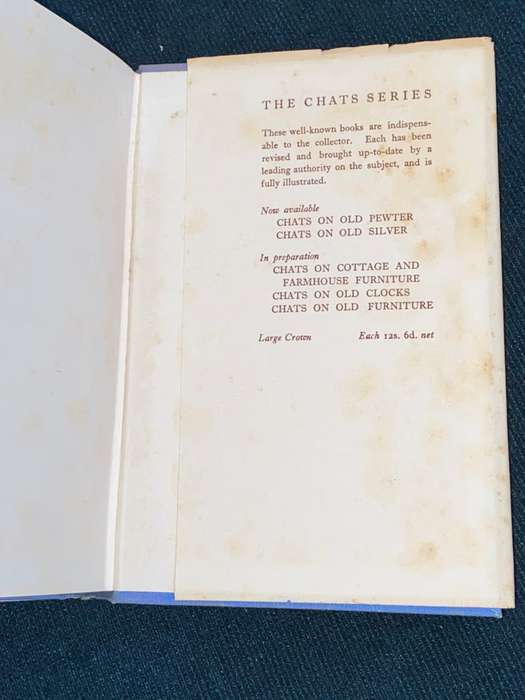 THE CHATS SERIES
These well-known books are indispens-
able to the collector. Each has been
revised and brought up-to-date by a
leading authority on the subject, and is
fully illustrated.
Now available
CHATS ON OLD PEWTER
CHATS ON OLD SILVER
In preparation
CHATS ON COTTAGE AND
FARMHOUSE FURNITURE
CHATS ON OLD CLOCKS
CHATS ON OLD FURNITURE
Large Crown Each 12s. 6d. net